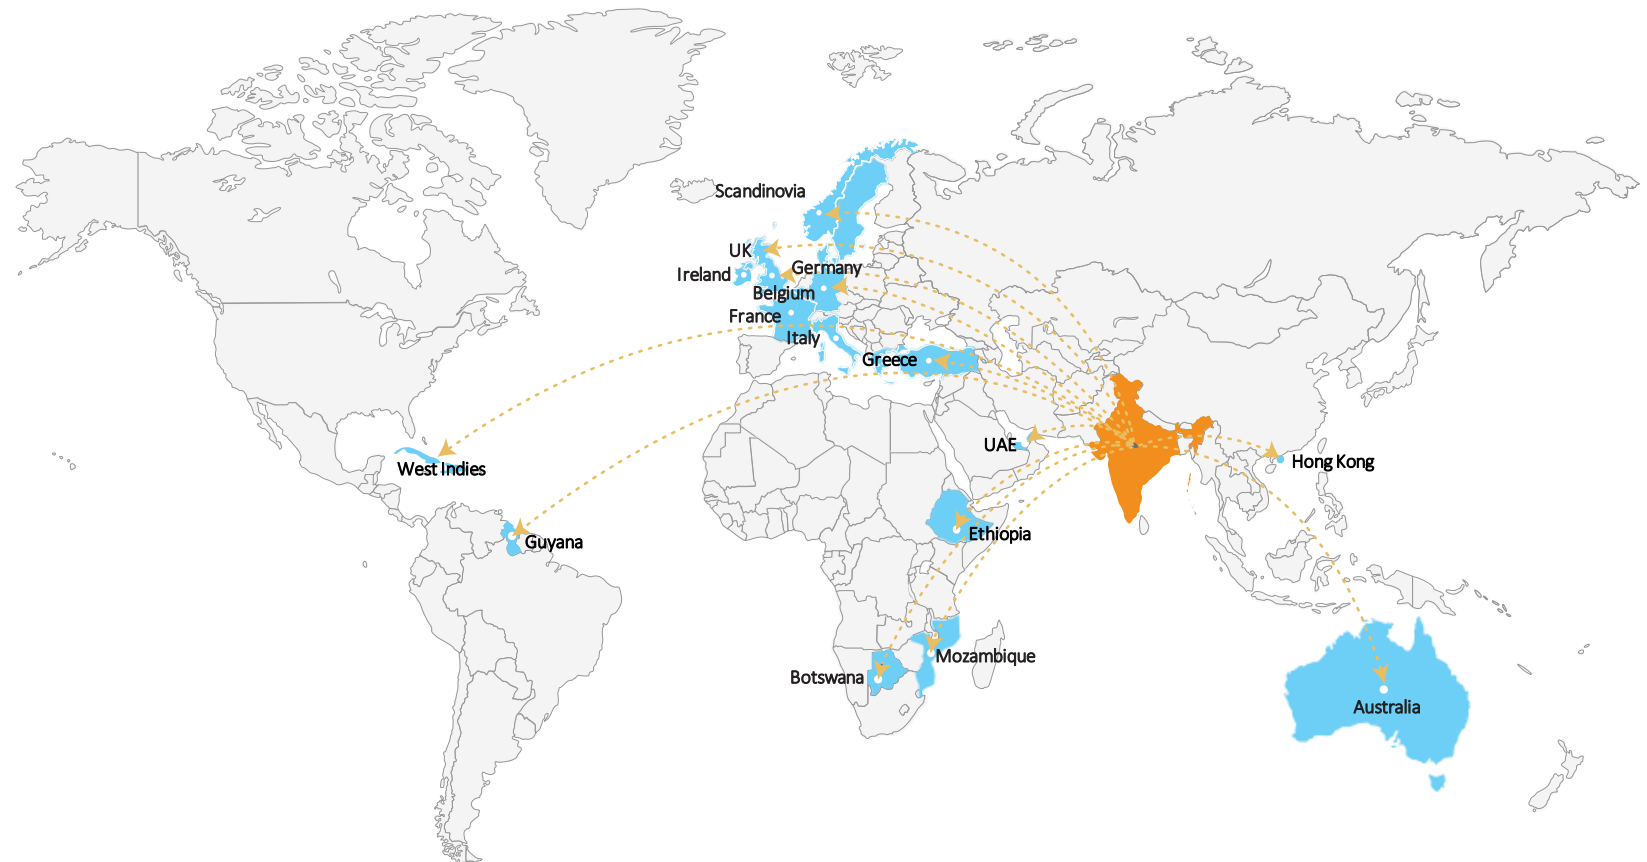 Scandinovia
UK
Germany
Ireland
Belgium
France
Italy
Greece
UAE
West Indies
Hong Kong
Guyana
Ethiopia
Mozambique
Botswana
Australia